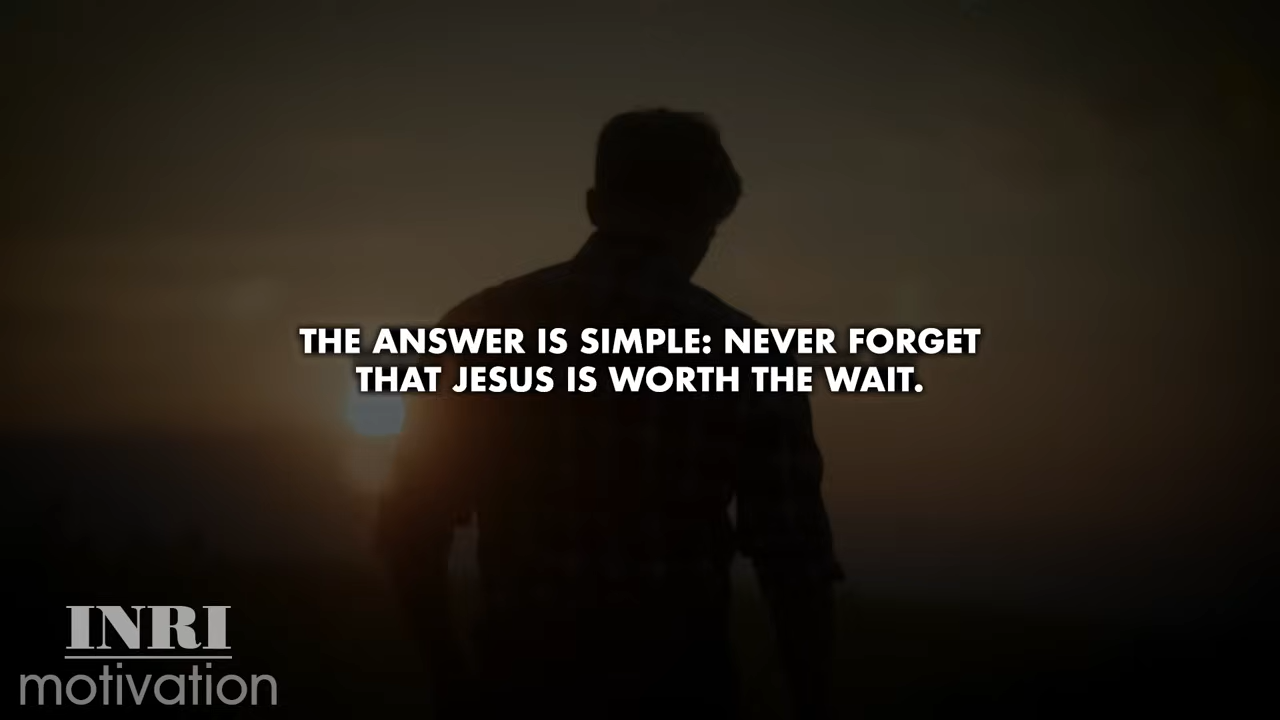 THE ANSWER IS SIMPLE: NEVER FORGET
THAT JESUS IS WORTH THE WAIT.
INRI
motivation